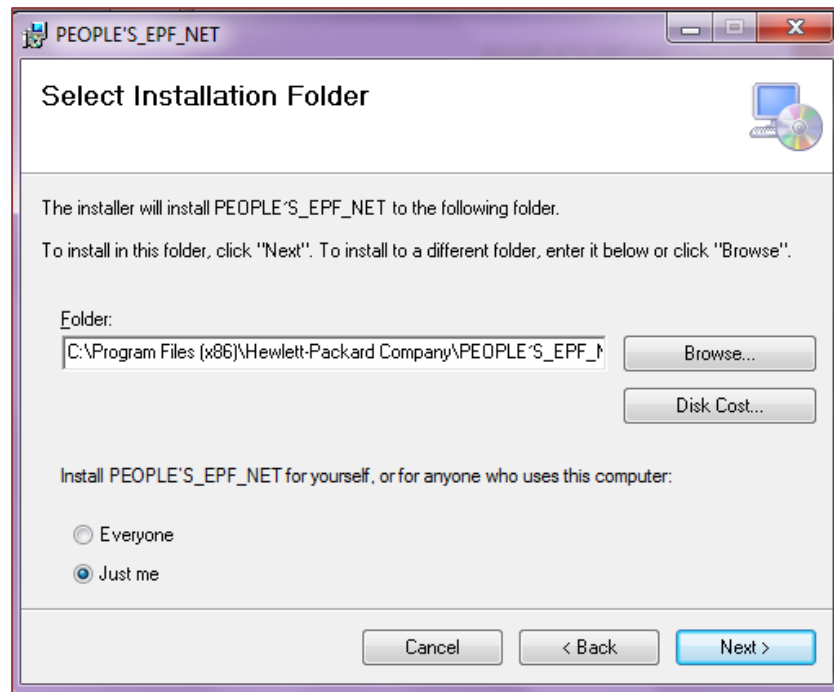 PEOPLE'S_EPF_NET
Select Installation Folder
The installer will install PEOPLE´S_EPF_NET to the following folder.
To install in this folder, click "Next". To install to a different folder, enter it below or click "Browse".
Folder:
C:\Program Files (x86)\Hewlett-Packard Company\PEOPLE´S_EPF_N
Browse...
Disk Cost...
Install PEOPLE'S_EPF_NET for yourself, or for anyone who uses this computer:
Everyone
Just me
Cancel
< Back
Next >